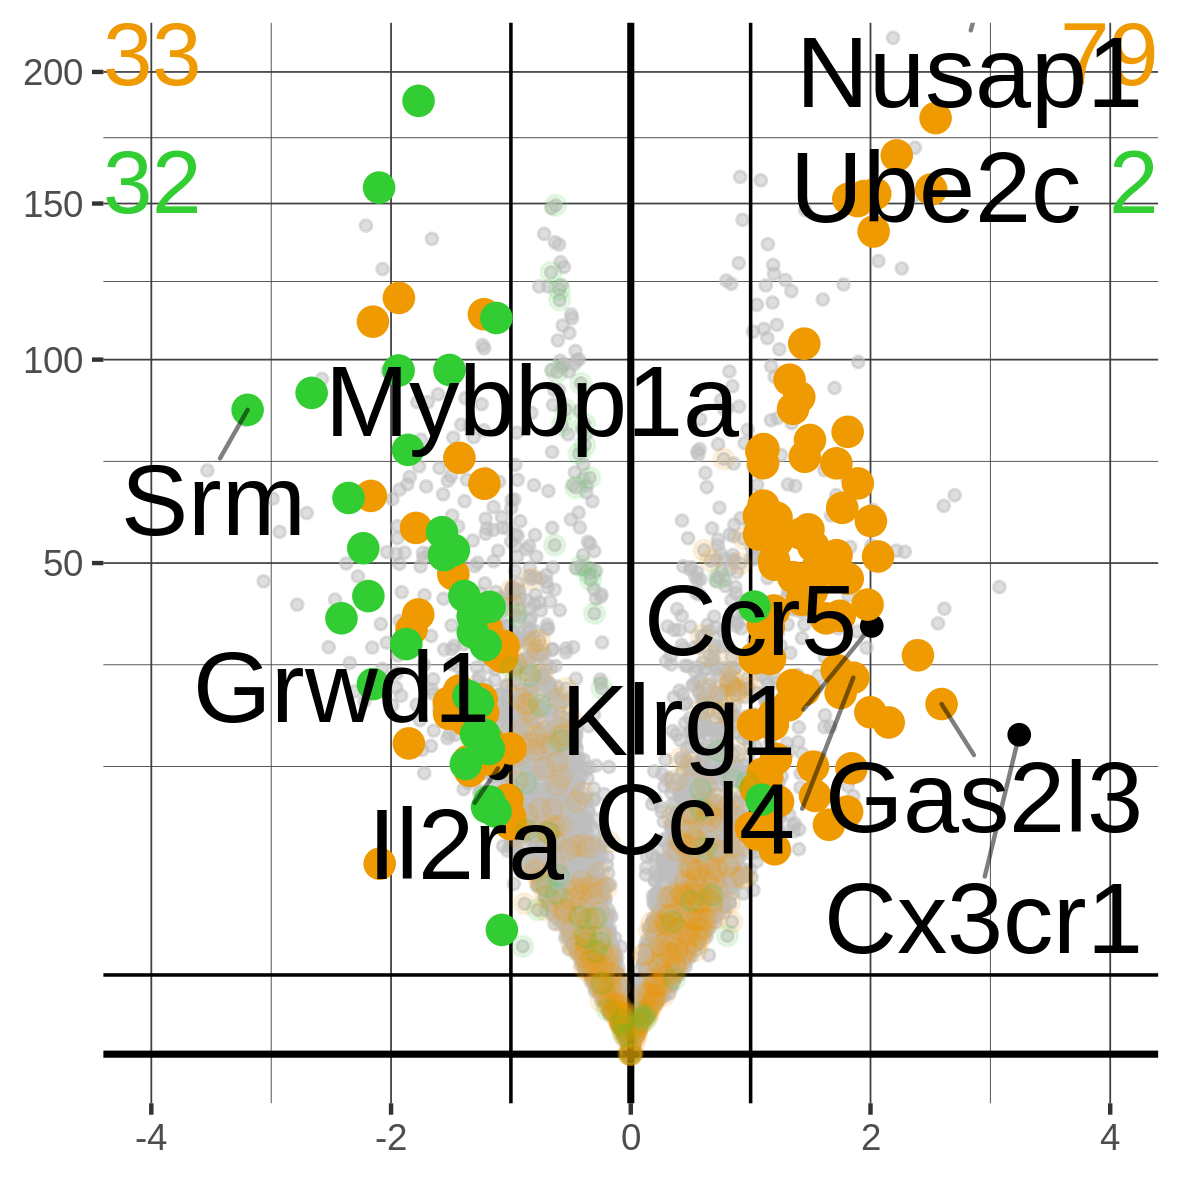 33
79
Nusap1
200
32
Ube2c
2
150
100
Mybbp1a
Srm
50
Ccr5
Grwd1
Klrg1
Gas2l3
Ccl4
Il2ra
Cx3cr1
-4 -2 0 2 4